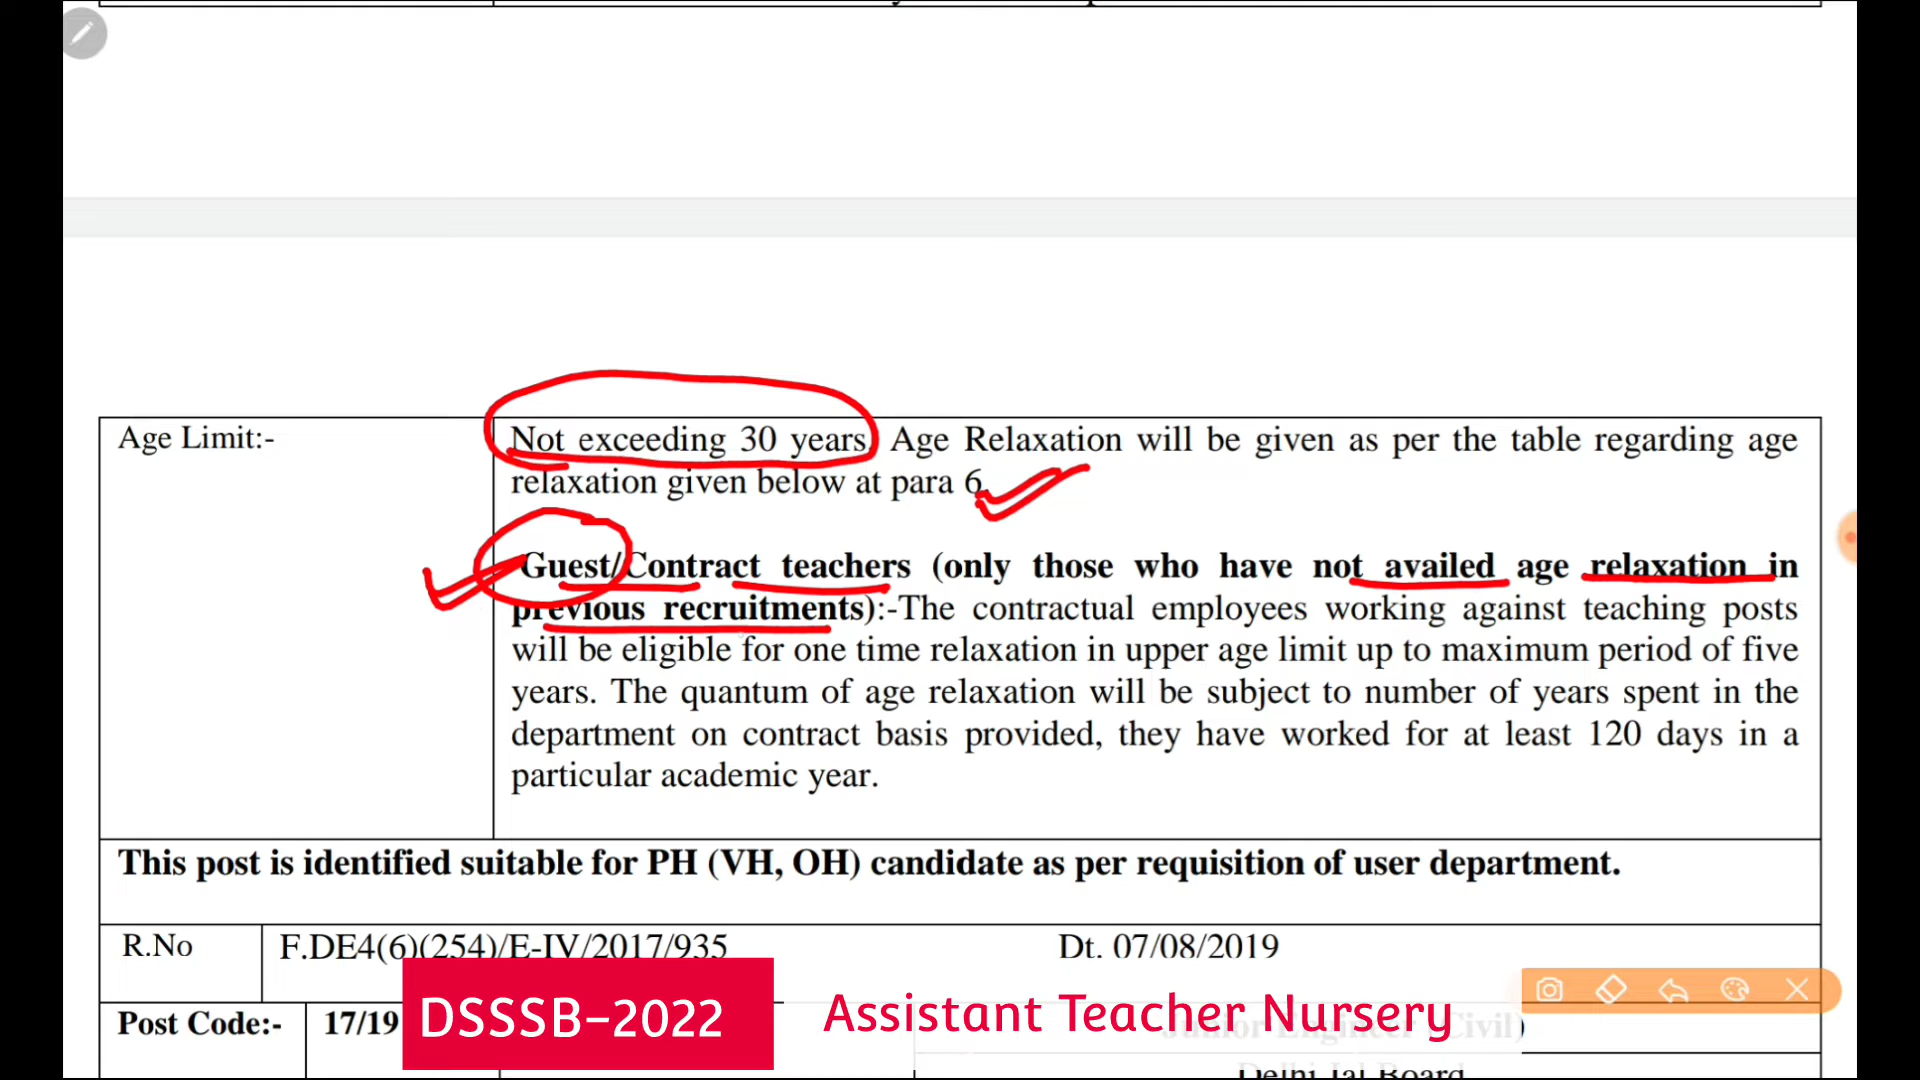 Age Limit:-
Not exceeding 30 years. Age Relaxation will be given as per the table regarding age
relaxation given below at para 6.
Guest/Contract teachers (only those who have not availed age relaxation in
previous recruitments):-The contractual employees working against teaching posts
will be eligible for one time relaxation in upper age limit up to maximum period of five
years. The quantum of age relaxation will be subject to number of years spent in the
department on contract basis provided, they have worked for at least 120 days in a
particular academic year.
This post is identified suitable for PH (VH, OH) candidate as per requisition of user department.
R.No F.DE4(6)(254)/E-IV/2017/935 Dt. 07/08/2019
Post Code:- 17/19 Junior Engineer (Civil)
DSSSB-2022 Assistant Teacher Nursery
Delhi Jal Board